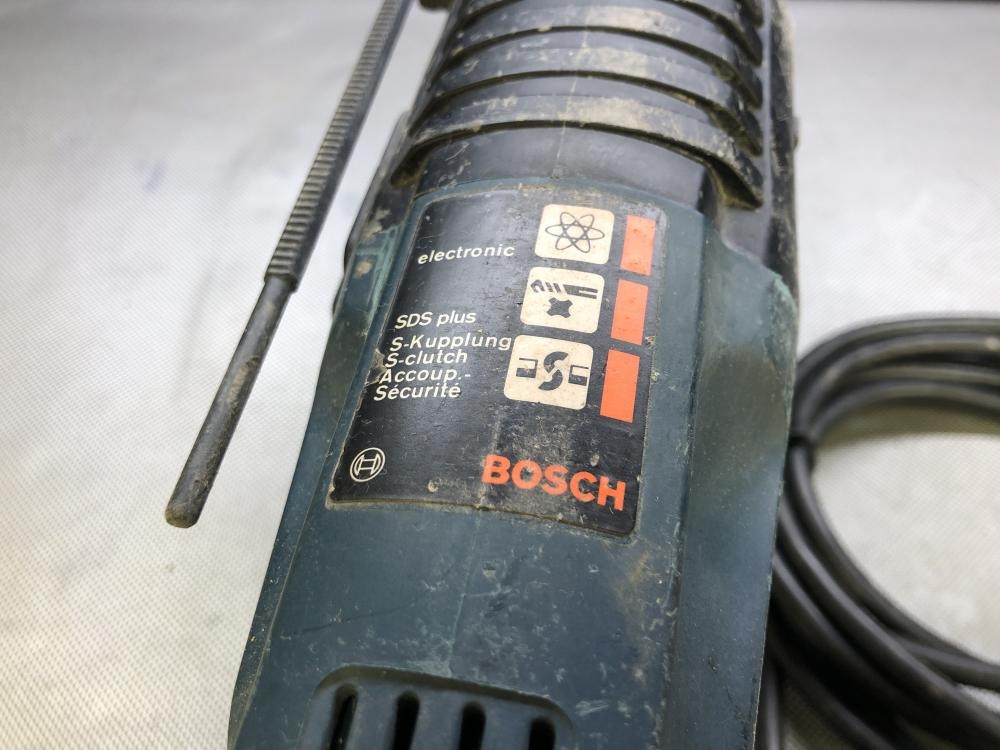 electronic
SDS plus
S-Kupplung
S-clutch
Accoup.-
Sécurité
BOSCH